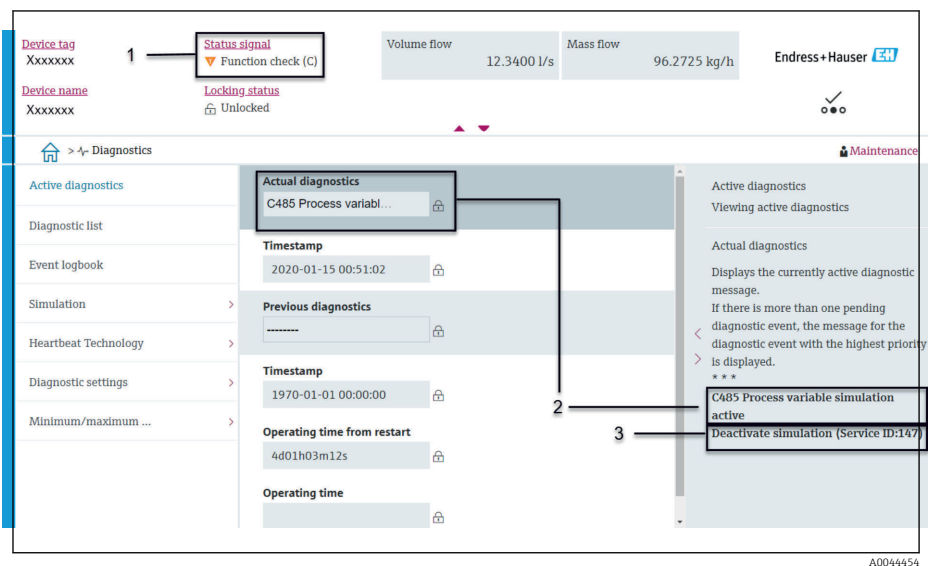 Device tag
Xxxxxxx
1
Status signal
Function check (C)
Volume flow
12.3400 l/s
Mass flow
96.2725 kg/h
Endress+Hauser EH
Device name
Xxxxxxx
Locking status
Unlocked
> Diagnostics
Maintenance
Active diagnostics
Diagnostic list
Event logbook
Simulation
Heartbeat Technology
Diagnostic settings
Minimum/maximum ...
Actual diagnostics
C485 Process variabl...
Timestamp
2020-01-15 00:51:02
Previous diagnostics
--------
Timestamp
1970-01-01 00:00:00
Operating time from restart
4d01h03m12s
Operating time
2
3
Active diagnostics
Viewing active diagnostics
Actual diagnostics
Displays the currently active diagnostic
message.
If there is more than one pending
diagnostic event, the message for the
diagnostic event with the highest priority
is displayed.
* * *
C485 Process variable simulation
active
Deactivate simulation (Service ID:147)
A0044454